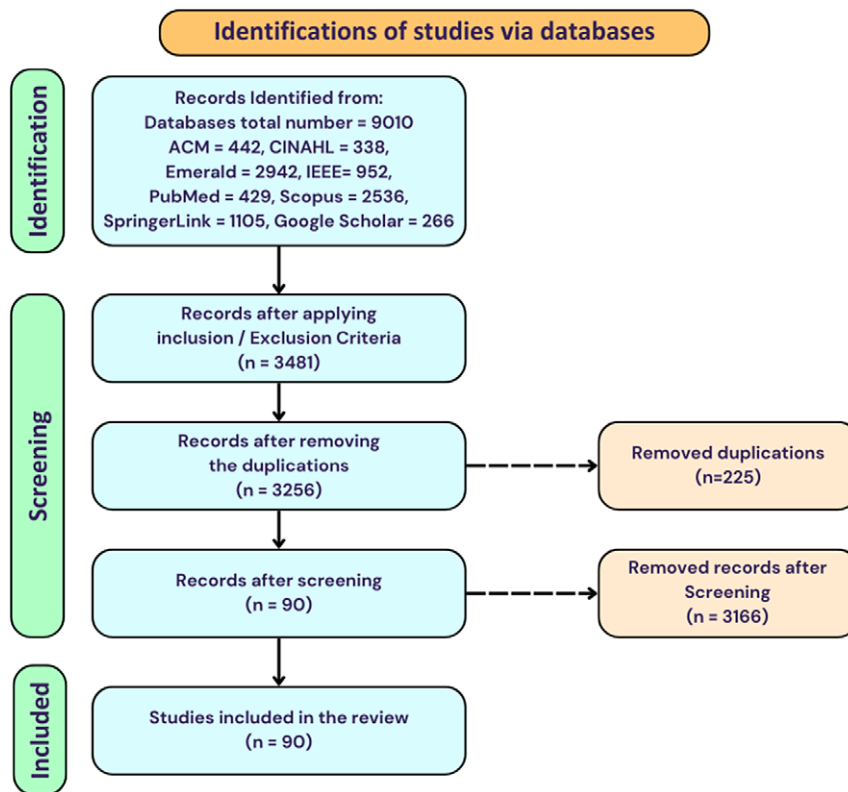 Identifications of studies via databases
Identification
Records Identified from:
Databases total number = 9010
ACM = 442, CINAHL = 338,
Emerald = 2942, IEEE= 952,
PubMed = 429, Scopus = 2536,
SpringerLink = 1105, Google Scholar = 266
Screening
Records after applying
inclusion / Exclusion Criteria
(n = 3481)
Records after removing
the duplications
(n = 3256)
Removed duplications
(n=225)
Records after screening
(n = 90)
Removed records after
Screening
(n = 3166)
Included
Studies included in the review
(n = 90)